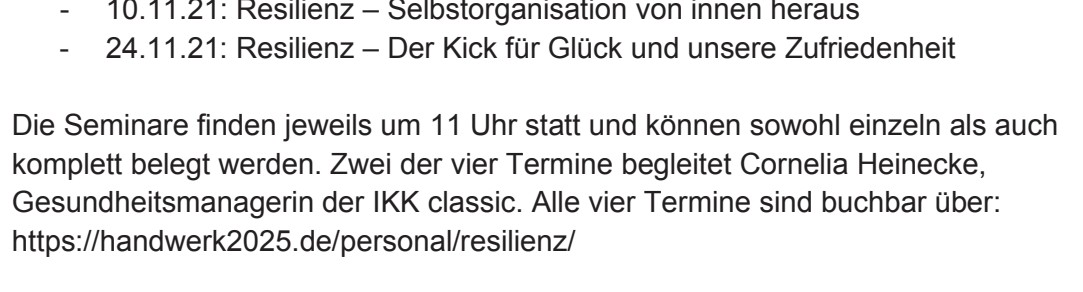 - 10.11.21: Resilienz – Selbstorganisation von innen heraus
- 24.11.21: Resilienz – Der Kick für Glück und unsere Zufriedenheit
Die Seminare finden jeweils um 11 Uhr statt und können sowohl einzeln als auch
komplett belegt werden. Zwei der vier Termine begleitet Cornelia Heinecke,
Gesundheitsmanagerin der IKK classic. Alle vier Termine sind buchbar über:
https://handwerk2025.de/personal/resilienz/